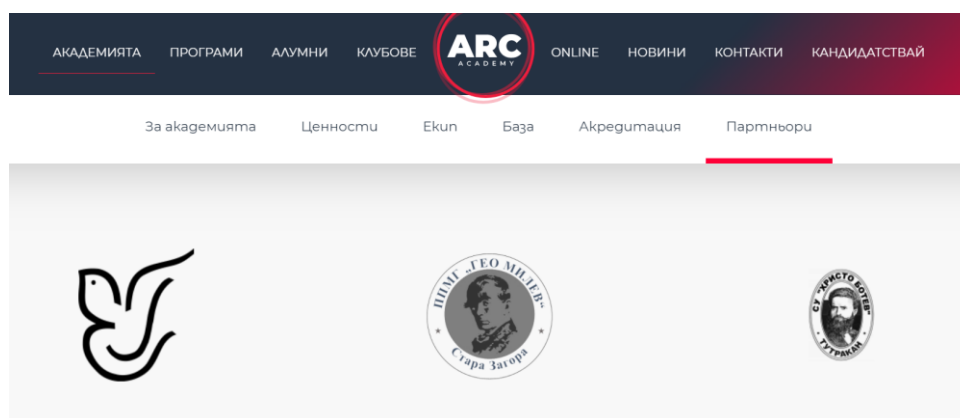 АКАДЕМИЯТА ПРОГРАМИ АЛУМНИ КЛУБОВЕ ARC ACADEMY ONLINE НОВИНИ КОНТАКТИ КАНДИДАТСТВАЙ
За академията Ценности Екип База Акредитация Партньори
ППМГ „ГЕО МИЛЕВ“
Стара Загора
СУ "ХРИСТО БОТЕВ"
ТУТРАКАН